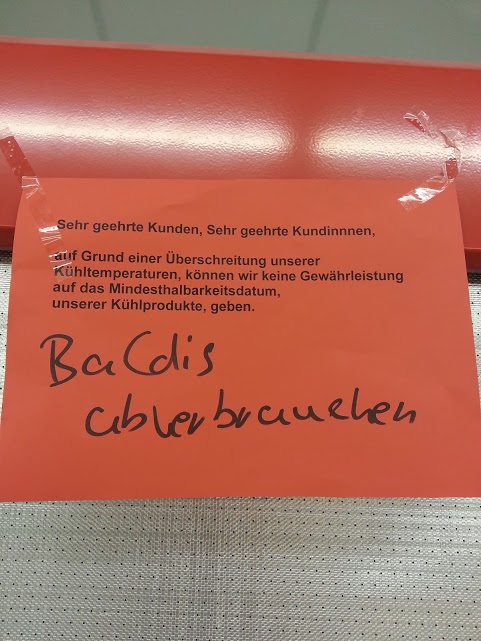 Sehr geehrte Kunden, Sehr geehrte Kundinnnen,
auf Grund einer Überschreitung unserer
Kühltemperaturen, können wir keine Gewährleistung
auf das Mindesthalbarkeitsdatum,
unserer Kühlprodukte, geben.
Baldis
abverbrauchen